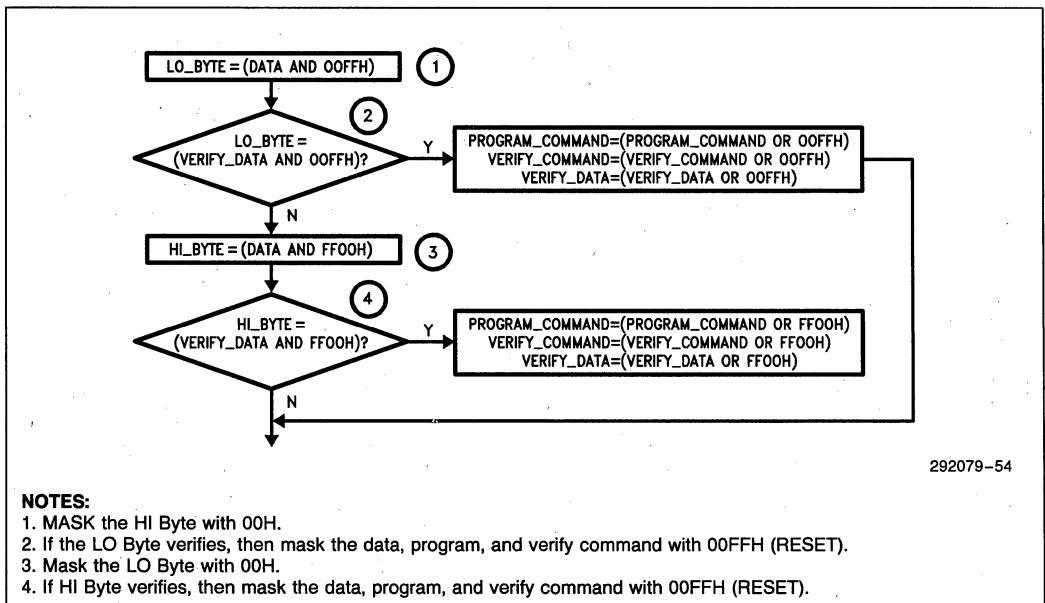 LO_BYTE = (DATA AND 00FFH)
1
2
LO_BYTE =
(VERIFY_DATA AND 00FFH)?
Y
PROGRAM_COMMAND=(PROGRAM_COMMAND OR 00FFH)
VERIFY_COMMAND=(VERIFY_COMMAND OR 00FFH)
VERIFY_DATA=(VERIFY_DATA OR 00FFH)
N
HI_BYTE = (DATA AND FF00H)
3
4
HI_BYTE =
(VERIFY_DATA AND FF00H)?
Y
PROGRAM_COMMAND=(PROGRAM_COMMAND OR FF00H)
VERIFY_COMMAND=(VERIFY_COMMAND OR FF00H)
VERIFY_DATA=(VERIFY_DATA OR FF00H)
N
292079–54
NOTES:
1. MASK the HI Byte with 00H.
2. If the LO Byte verifies, then mask the data, program, and verify command with 00FFH (RESET).
3. Mask the LO Byte with 00H.
4. If HI Byte verifies, then mask the data, program, and verify command with 00FFH (RESET).